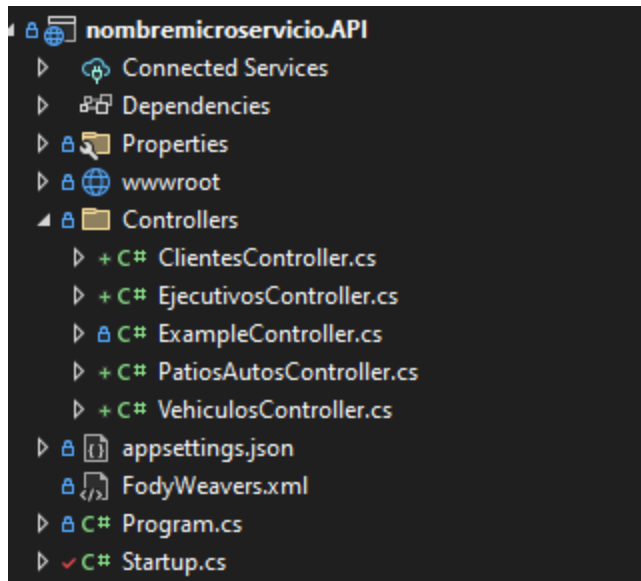 nombremicroservicio.API
Connected Services
Dependencies
Properties
wwwroot
Controllers
+ C# ClientesController.cs
+ C# EjecutivosController.cs
C# ExampleController.cs
+ C# PatiosAutosController.cs
+ C# VehiculosController.cs
appsettings.json
FodyWeavers.xml
C# Program.cs
C# Startup.cs